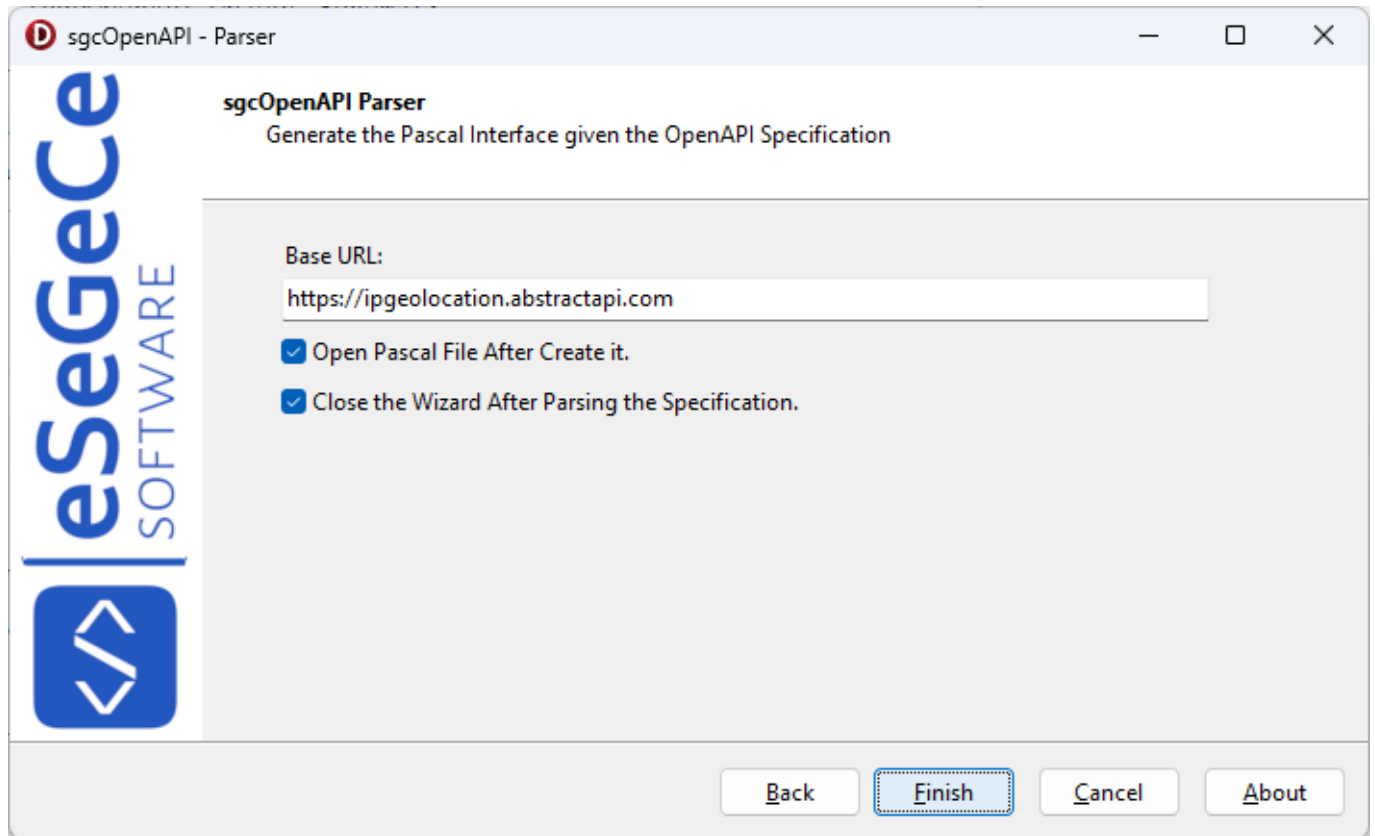 sgcOpenAPI - Parser
sgcOpenAPI Parser
Generate the Pascal Interface given the OpenAPI Specification
eSeGeCe
SOFTWARE
</>
Base URL:
https://ipgeolocation.abstractapi.com
Open Pascal File After Create it.
Close the Wizard After Parsing the Specification.
Back
Finish
Cancel
About